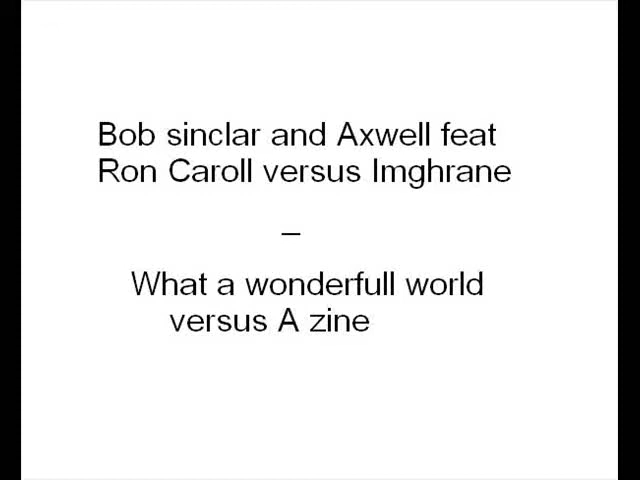 Bob sinclar and Axwell feat
Ron Caroll versus Imghrane
–
What a wonderfull world
versus A zine